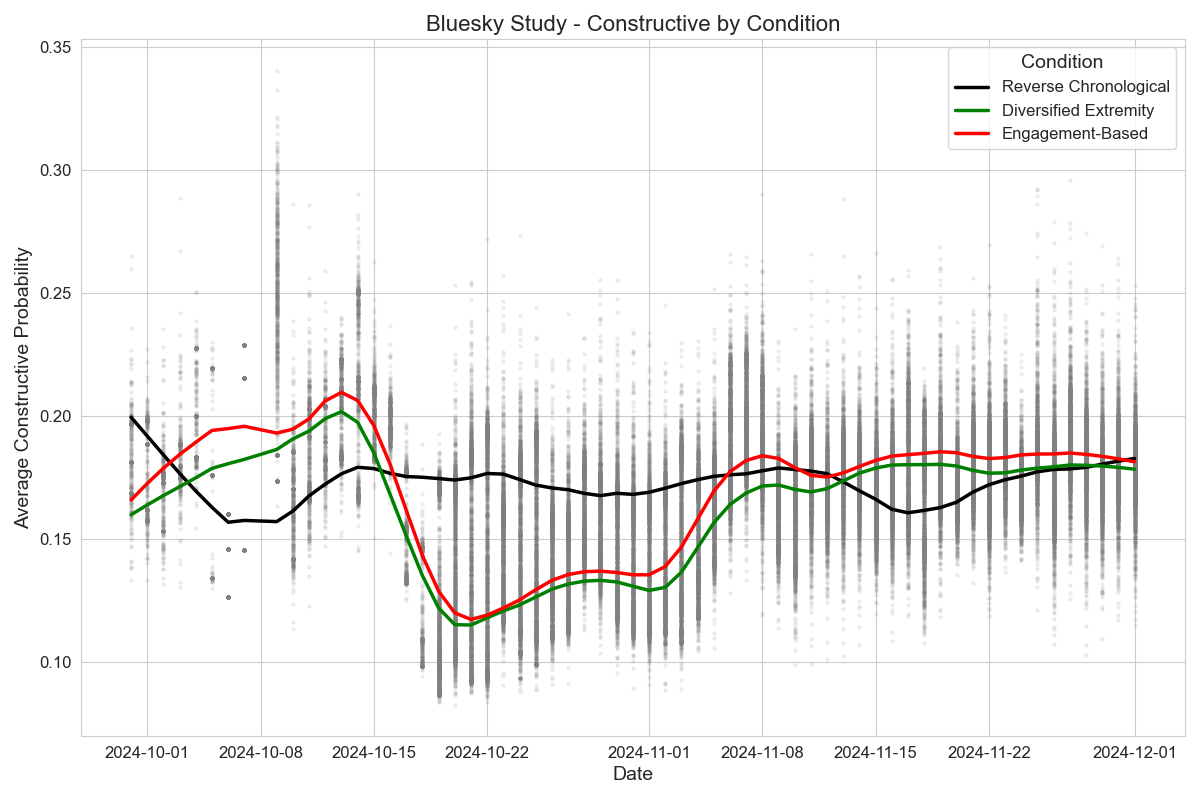 Bluesky Study - Constructive by Condition
Condition
Reverse Chronological
Diversified Extremity
Engagement-Based
Average Constructive Probability
0.35
0.30
0.25
0.20
0.15
0.10
2024-10-01 2024-10-08 2024-10-15 2024-10-22 2024-11-01 2024-11-08 2024-11-15 2024-11-22 2024-12-01
Date